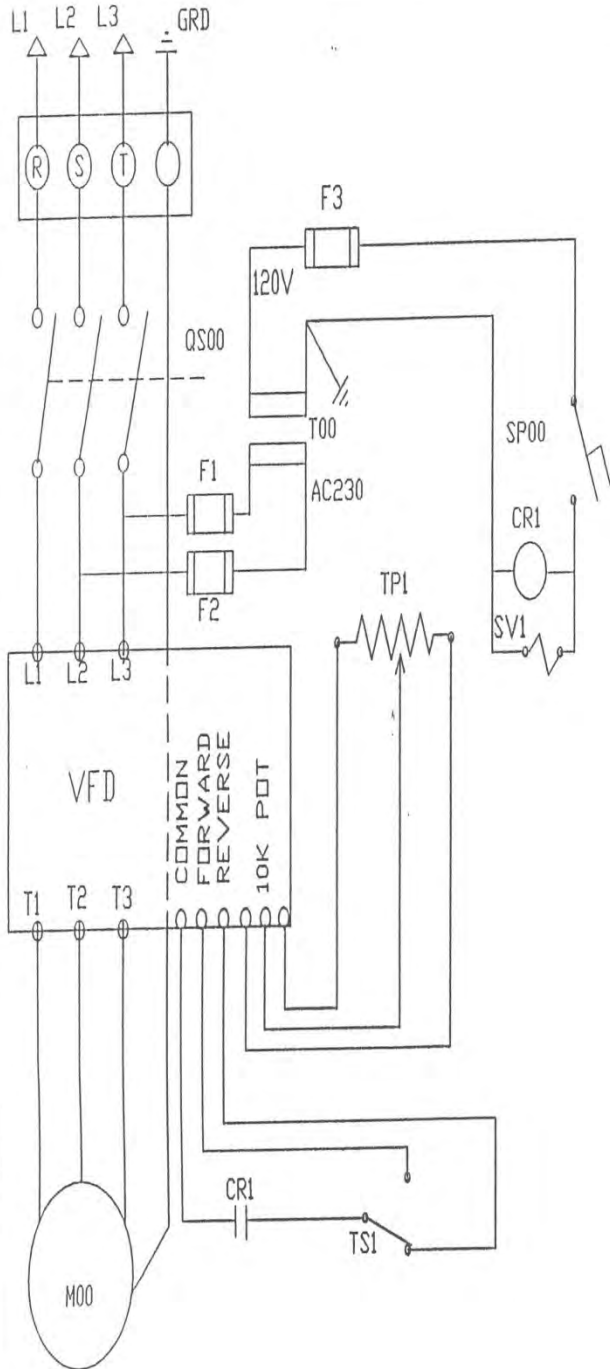 L1 L2 L3 GRD
R S T
F3
120V
QS00
T00
SP00
F1
AC230
CR1
F2
TP1
SV1
L1 L2 L3
VFD
COMMON
FORWARD
REVERSE
10K POT
T1 T2 T3
CR1
TS1
M00